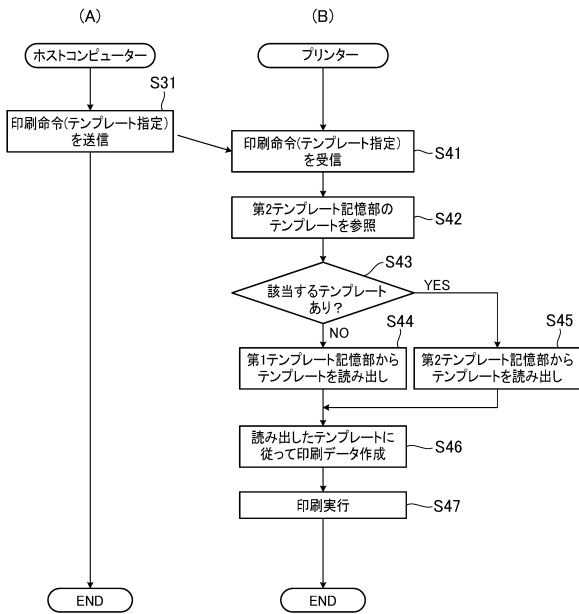 (A)
(B)
ホストコンピューター
プリンター
S31
印刷命令(テンプレート指定)
を送信
印刷命令(テンプレート指定)
を受信
S41
第2テンプレート記憶部の
テンプレートを参照
S42
S43
該当するテンプレート
あり?
YES
NO
S44
S45
第1テンプレート記憶部から
テンプレートを読み出し
第2テンプレート記憶部から
テンプレートを読み出し
読み出したテンプレートに
従って印刷データ作成
S46
印刷実行
S47
END
END